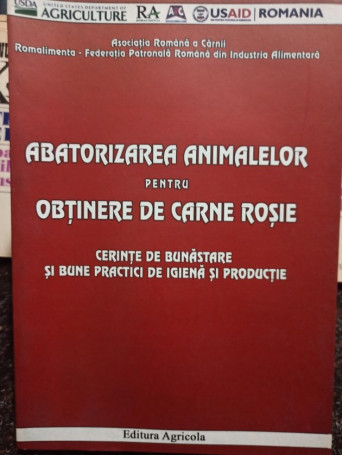 USDA UNITED STATES DEPARTMENT OF AGRICULTURE RA USAID ROMANIA
Asociația Română a Cărnii
Romalimenta - Federația Patronală Română din Industria Alimentară
ABATORIZAREA ANIMALELOR
PENTRU
OBȚINERE DE CARNE ROȘIE
CERINȚE DE BUNĂSTARE
ȘI BUNE PRACTICI DE IGIENĂ ȘI PRODUCȚIE
Editura Agricola